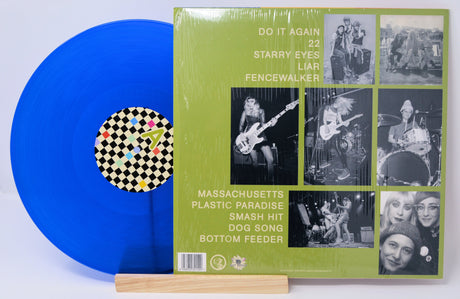 DO IT AGAIN
22
STARRY EYES
LIAR
FENCEWALKER
MASSACHUSETTS
PLASTIC PARADISE
SMASH HIT
DOG SONG
BOTTOM FEEDER
A